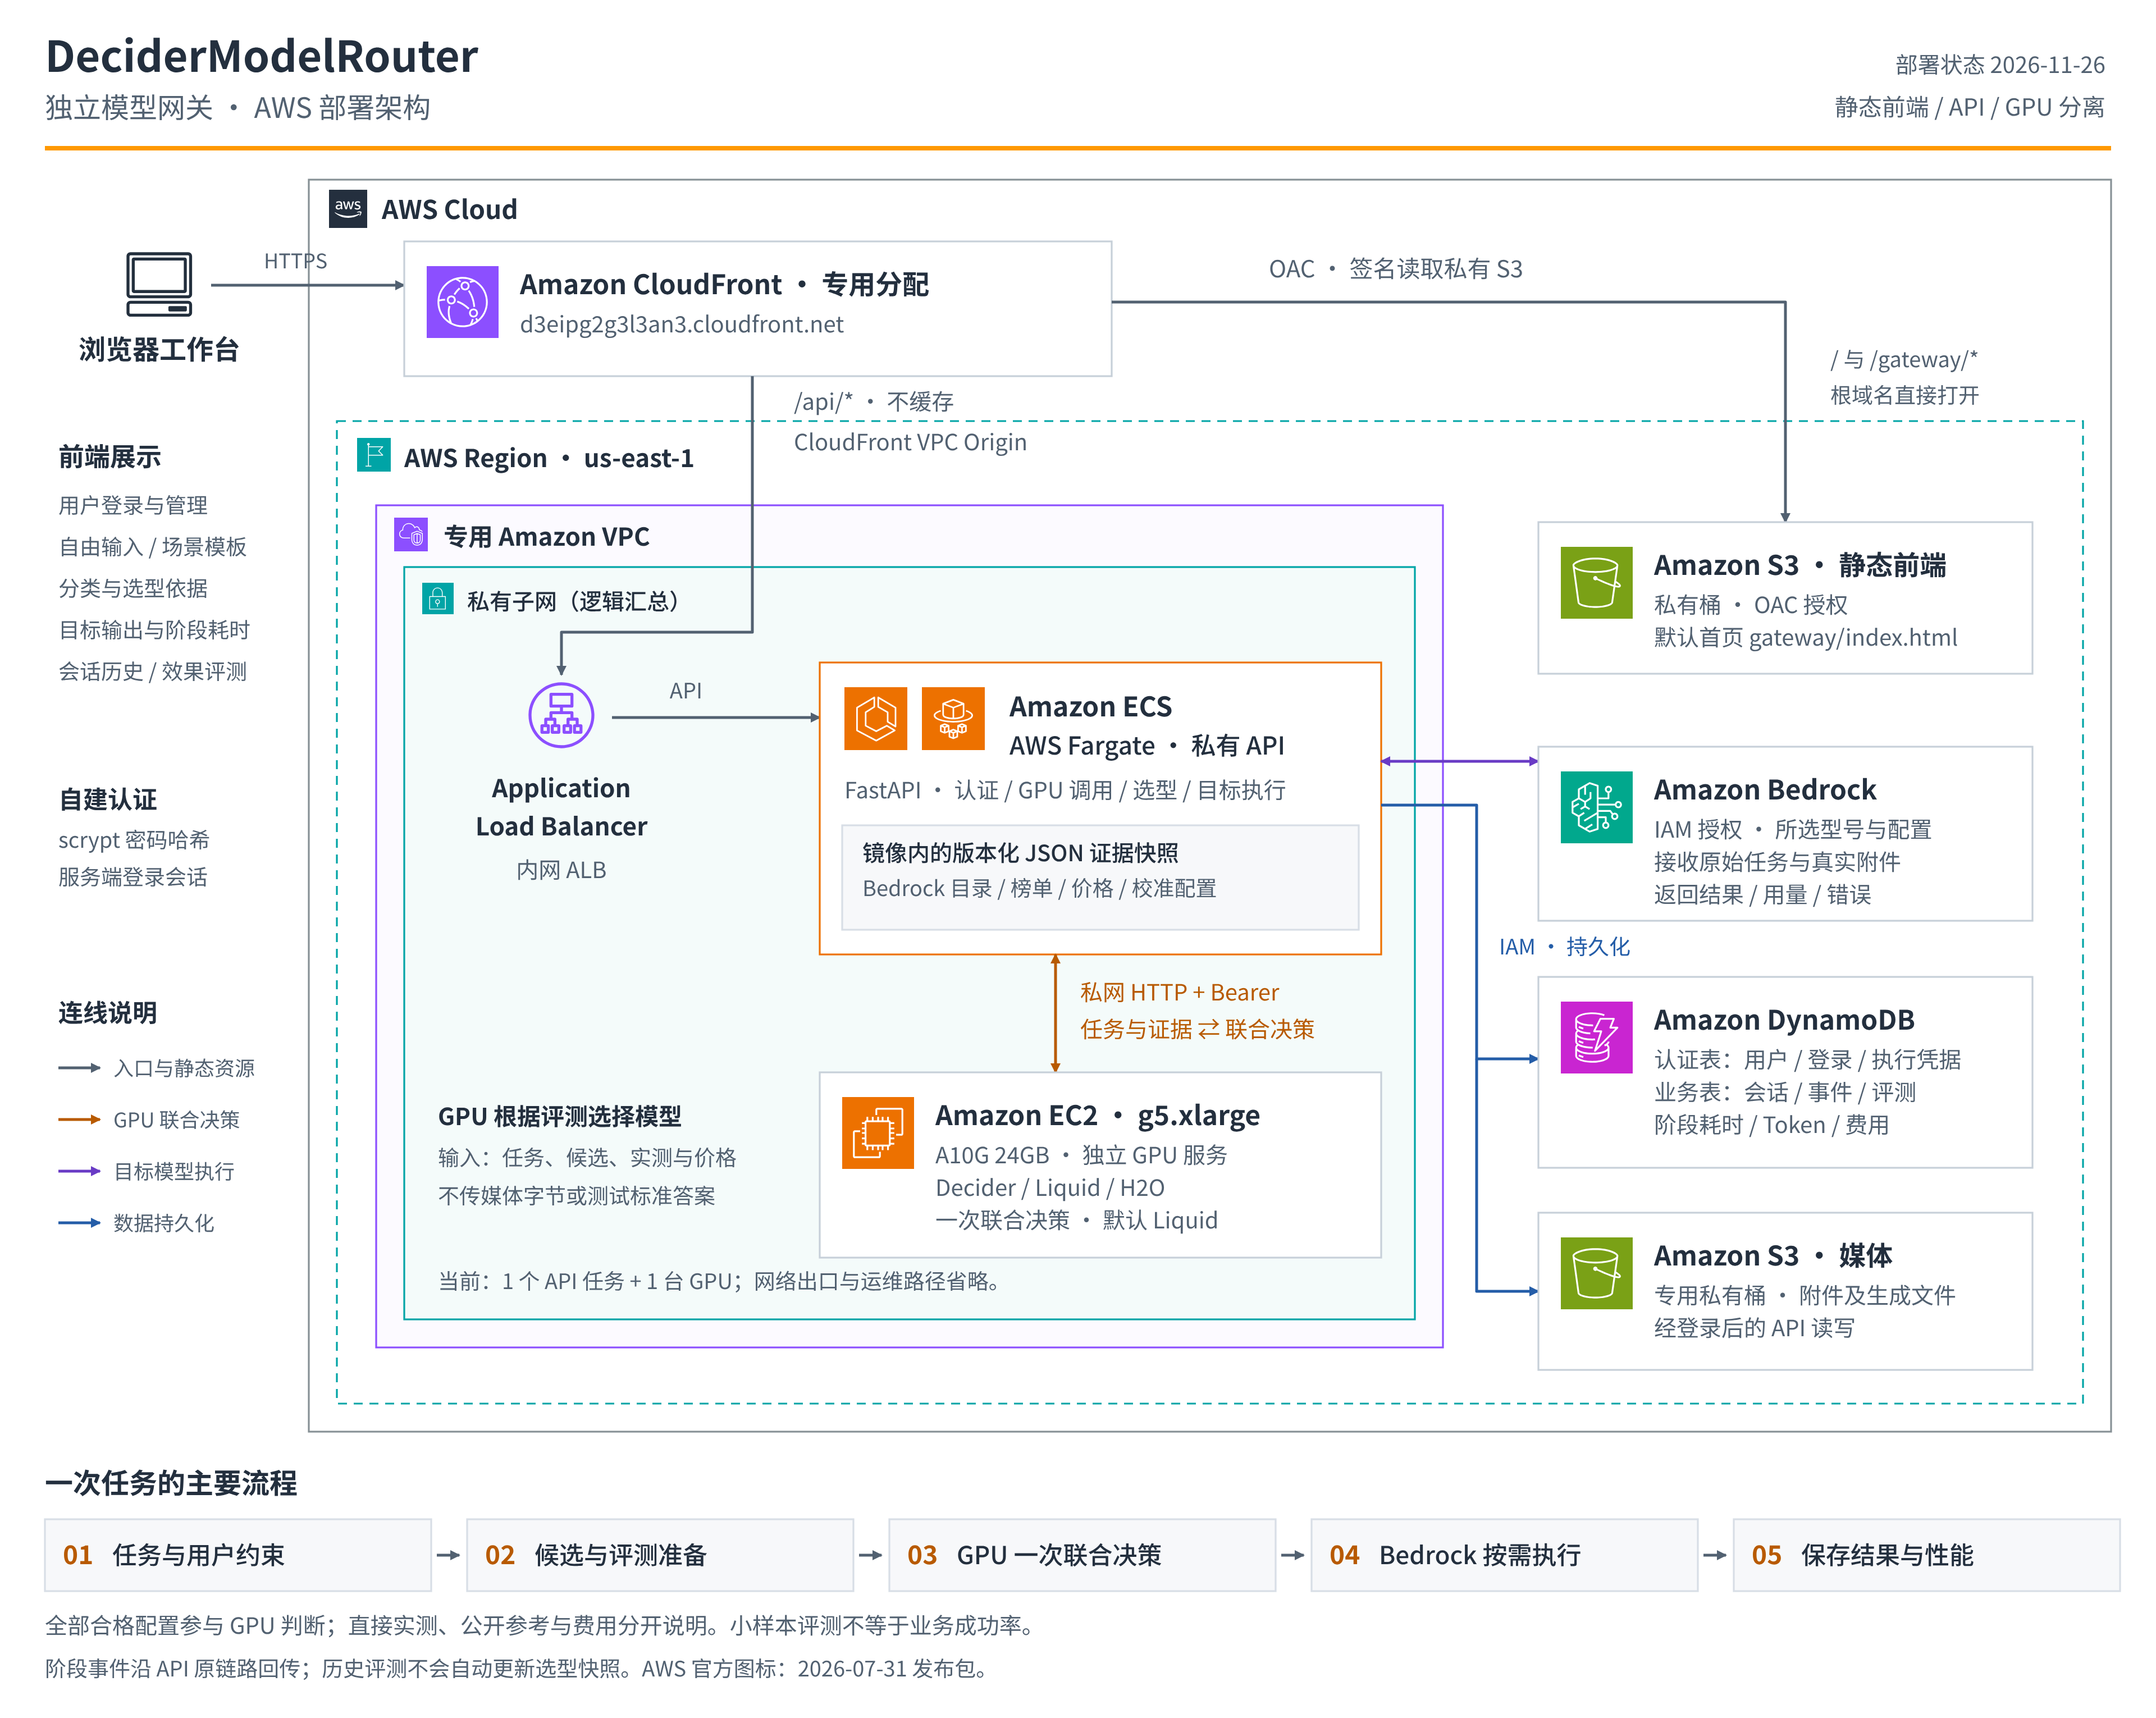 DeciderModelRouter
独立模型网关 · AWS 部署架构
部署状态 2026-11-26
静态前端 / API / GPU 分离
aws
AWS Cloud
HTTPS
浏览器工作台
Amazon CloudFront · 专用分配
d3eipg2g3l3an3.cloudfront.net
OAC · 签名读取私有 S3
/ 与 /gateway/*
根域名直接打开
/api/* · 不缓存
CloudFront VPC Origin
前端展示
用户登录与管理
自由输入 / 场景模板
分类与选型依据
目标输出与阶段耗时
会话历史 / 效果评测
自建认证
scrypt 密码哈希
服务端登录会话
连线说明
入口与静态资源
GPU 联合决策
目标模型执行
数据持久化
AWS Region · us-east-1
专用 Amazon VPC
私有子网（逻辑汇总）
API
Application
Load Balancer
内网 ALB
Amazon ECS
AWS Fargate · 私有 API
FastAPI · 认证 / GPU 调用 / 选型 / 目标执行
镜像内的版本化 JSON 证据快照
Bedrock 目录 / 榜单 / 价格 / 校准配置
私网 HTTP + Bearer
任务与证据 ⇄ 联合决策
GPU 根据评测选择模型
输入：任务、候选、实测与价格
不传媒体字节或测试标准答案
Amazon EC2 · g5.xlarge
A10G 24GB · 独立 GPU 服务
Decider / Liquid / H2O
一次联合决策 · 默认 Liquid
当前：1 个 API 任务 + 1 台 GPU；网络出口与运维路径省略。
Amazon S3 · 静态前端
私有桶 · OAC 授权
默认首页 gateway/index.html
Amazon Bedrock
IAM 授权 · 所选型号与配置
接收原始任务与真实附件
返回结果 / 用量 / 错误
IAM · 持久化
Amazon DynamoDB
认证表：用户 / 登录 / 执行凭据
业务表：会话 / 事件 / 评测
阶段耗时 / Token / 费用
Amazon S3 · 媒体
专用私有桶 · 附件及生成文件
经登录后的 API 读写
一次任务的主要流程
01 任务与用户约束
02 候选与评测准备
03 GPU 一次联合决策
04 Bedrock 按需执行
05 保存结果与性能
全部合格配置参与 GPU 判断；直接实测、公开参考与费用分开说明。小样本评测不等于业务成功率。
阶段事件沿 API 原链路回传；历史评测不会自动更新选型快照。AWS 官方图标：2026-07-31 发布包。